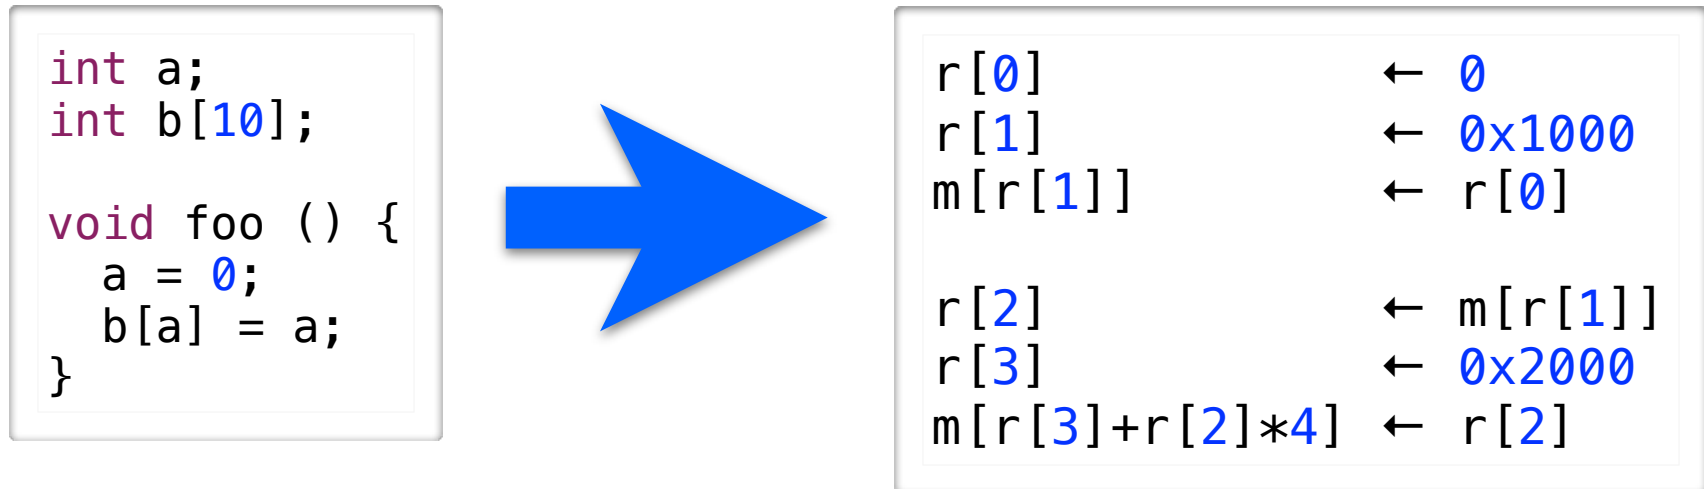 int a;
int b[10];
void foo () {
  a = 0;
  b[a] = a;
}
r[0] ← 0
r[1] ← 0x1000
m[r[1]] ← r[0]
r[2] ← m[r[1]]
r[3] ← 0x2000
m[r[3]+r[2]*4] ← r[2]